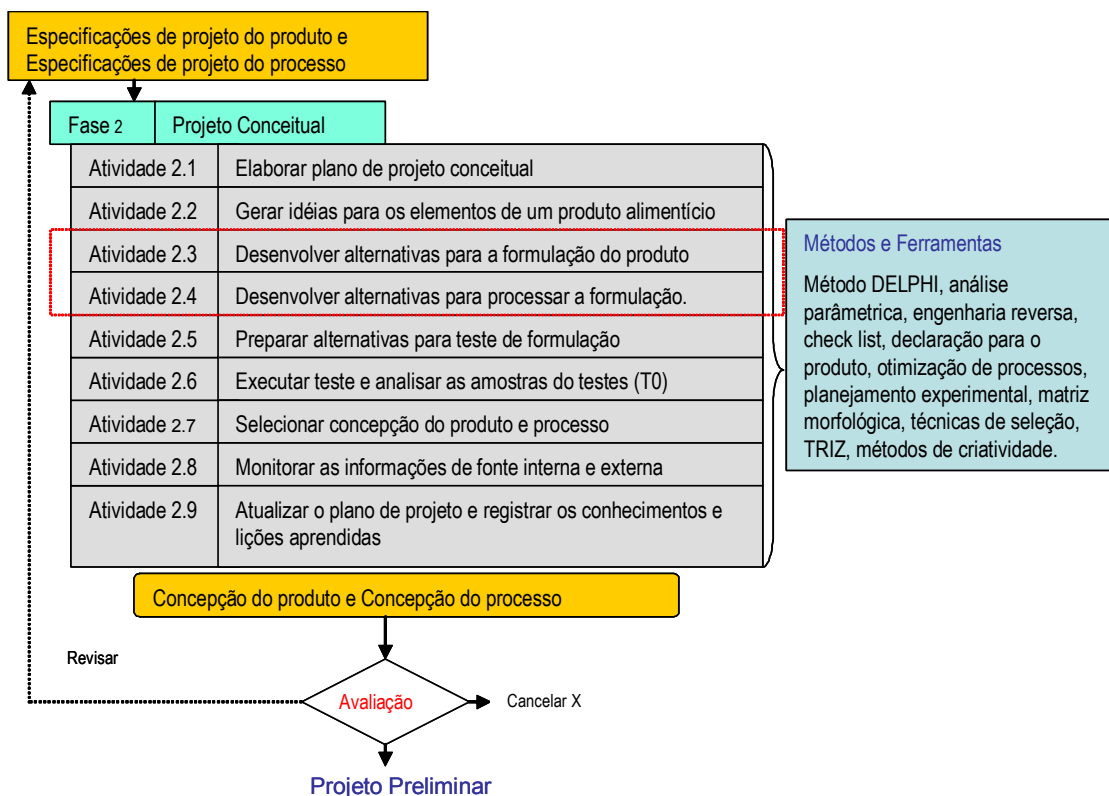 Especificações de projeto do produto e
Especificações de projeto do processo
Fase 2 Projeto Conceitual
Atividade 2.1 Elaborar plano de projeto conceitual
Atividade 2.2 Gerar idéias para os elementos de um produto alimentício
Atividade 2.3 Desenvolver alternativas para a formulação do produto
Atividade 2.4 Desenvolver alternativas para processar a formulação.
Atividade 2.5 Preparar alternativas para teste de formulação
Atividade 2.6 Executar teste e analisar as amostras do testes (T0)
Atividade 2.7 Selecionar concepção do produto e processo
Atividade 2.8 Monitorar as informações de fonte interna e externa
Atividade 2.9 Atualizar o plano de projeto e registrar os conhecimentos e
lições aprendidas
Métodos e Ferramentas
Método DELPHI, análise
parâmetrica, engenharia reversa,
check list, declaração para o
produto, otimização de processos,
planejamento experimental, matriz
morfológica, técnicas de seleção,
TRIZ, métodos de criatividade.
Concepção do produto e Concepção do processo
Revisar
Avaliação
Cancelar X
Projeto Preliminar